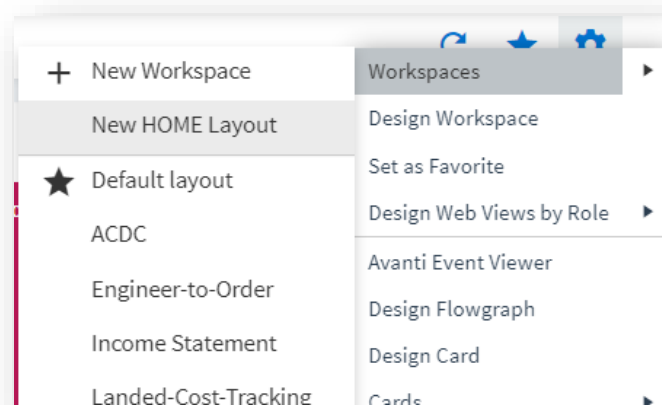 New Workspace
New HOME Layout
Default layout
ACDC
Engineer-to-Order
Income Statement
Landed-Cost-Tracking
Workspaces
Design Workspace
Set as Favorite
Design Web Views by Role
Avanti Event Viewer
Design Flowgraph
Design Card
Cards